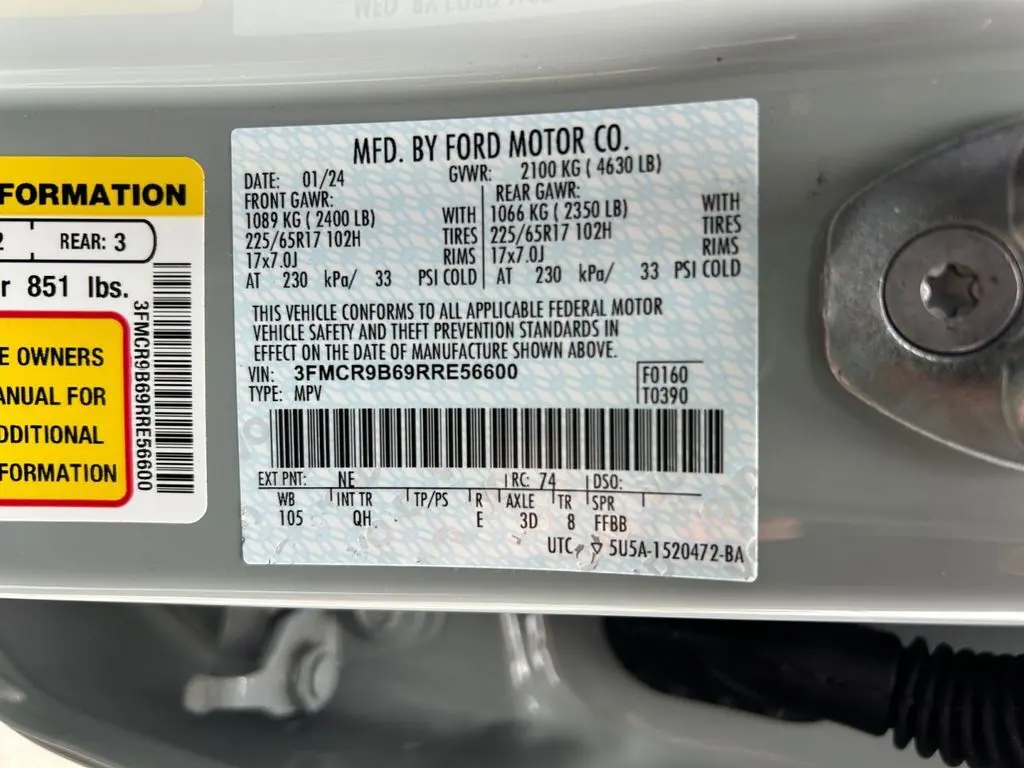 FORMATION
2 REAR: 3
r 851 lbs.
E OWNERS
ANUAL FOR
DDITIONAL
FORMATION
3FMCR9B69RRE56600
MFD. BY FORD MOTOR CO.
DATE: 01/24 GVWR: 2100 KG ( 4630 LB)
FRONT GAWR: REAR GAWR:
1089 KG ( 2400 LB) WITH 1066 KG ( 2350 LB) WITH
225/65R17 102H TIRES 225/65R17 102H TIRES
17x7.0J RIMS 17x7.0J RIMS
AT 230 kPa/ 33 PSI COLD AT 230 kPa/ 33 PSI COLD
THIS VEHICLE CONFORMS TO ALL APPLICABLE FEDERAL MOTOR
VEHICLE SAFETY AND THEFT PREVENTION STANDARDS IN
EFFECT ON THE DATE OF MANUFACTURE SHOWN ABOVE.
VIN: 3FMCR9B69RRE56600 F0160
TYPE: MPV T0390
EXT PNT: NE RC: 74 DSO:
WB INT TR TP/PS R AXLE TR SPR
105 QH E 3D 8 FFBB
UTC 5U5A-1520472-BA